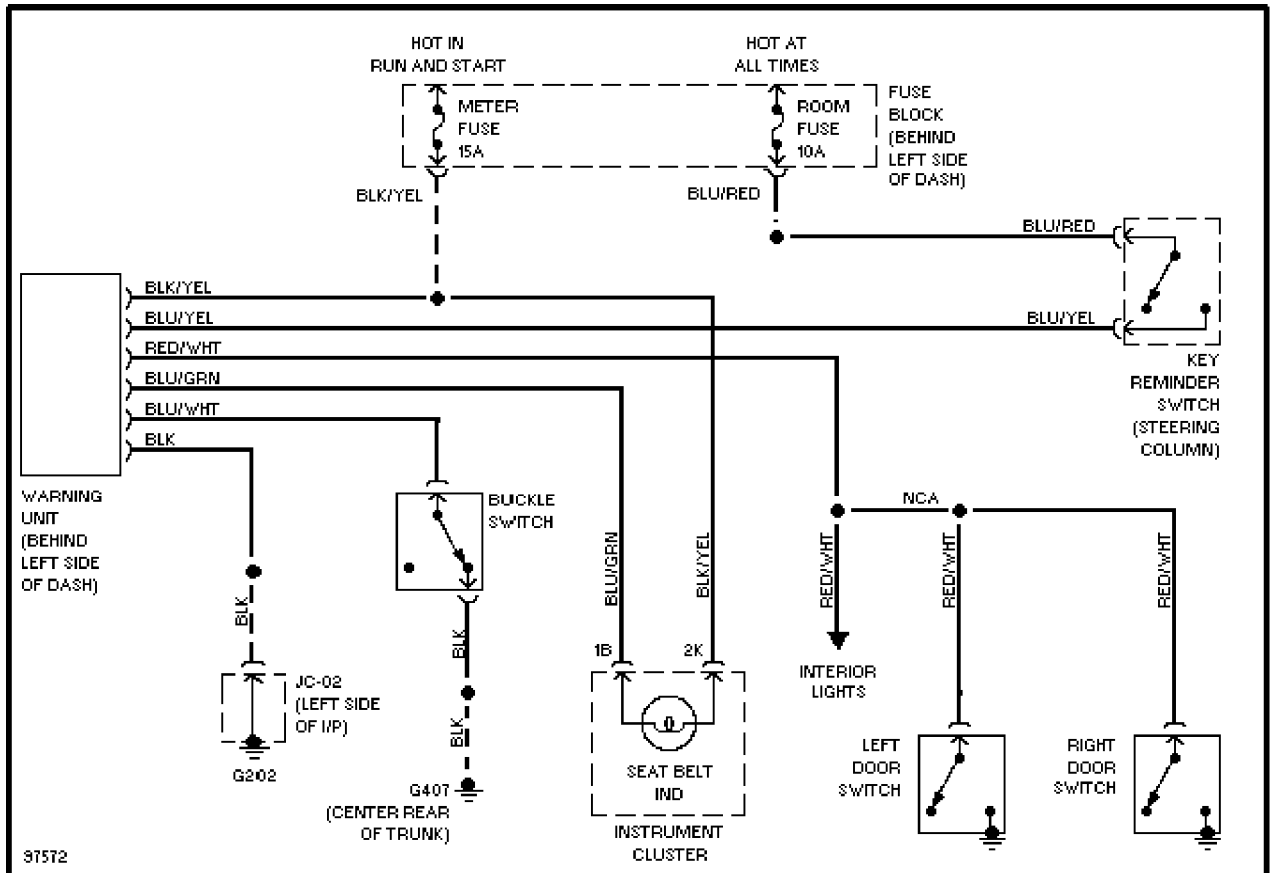 HOT IN
RUN AND START
HOT AT
ALL TIMES
METER
FUSE
15A
ROOM
FUSE
10A
FUSE
BLOCK
(BEHIND
LEFT SIDE
OF DASH)
BLK/YEL
BLU/RED
BLU/RED
BLK/YEL
BLU/YEL
BLU/YEL
RED/WHT
BLU/GRN
BLU/WHT
BLK
KEY
REMINDER
SWITCH
(STEERING
COLUMN)
WARNING
UNIT
(BEHIND
LEFT SIDE
OF DASH)
BUCKLE
SWITCH
NCA
BLU/GRN
BLK/YEL
RED/WHT
RED/WHT
RED/WHT
BLK
BLK
BLK
1B
2K
JC-02
(LEFT SIDE
OF I/P)
G202
G407
(CENTER REAR
OF TRUNK)
SEAT BELT
IND
INSTRUMENT
CLUSTER
INTERIOR
LIGHTS
LEFT
DOOR
SWITCH
RIGHT
DOOR
SWITCH
97572